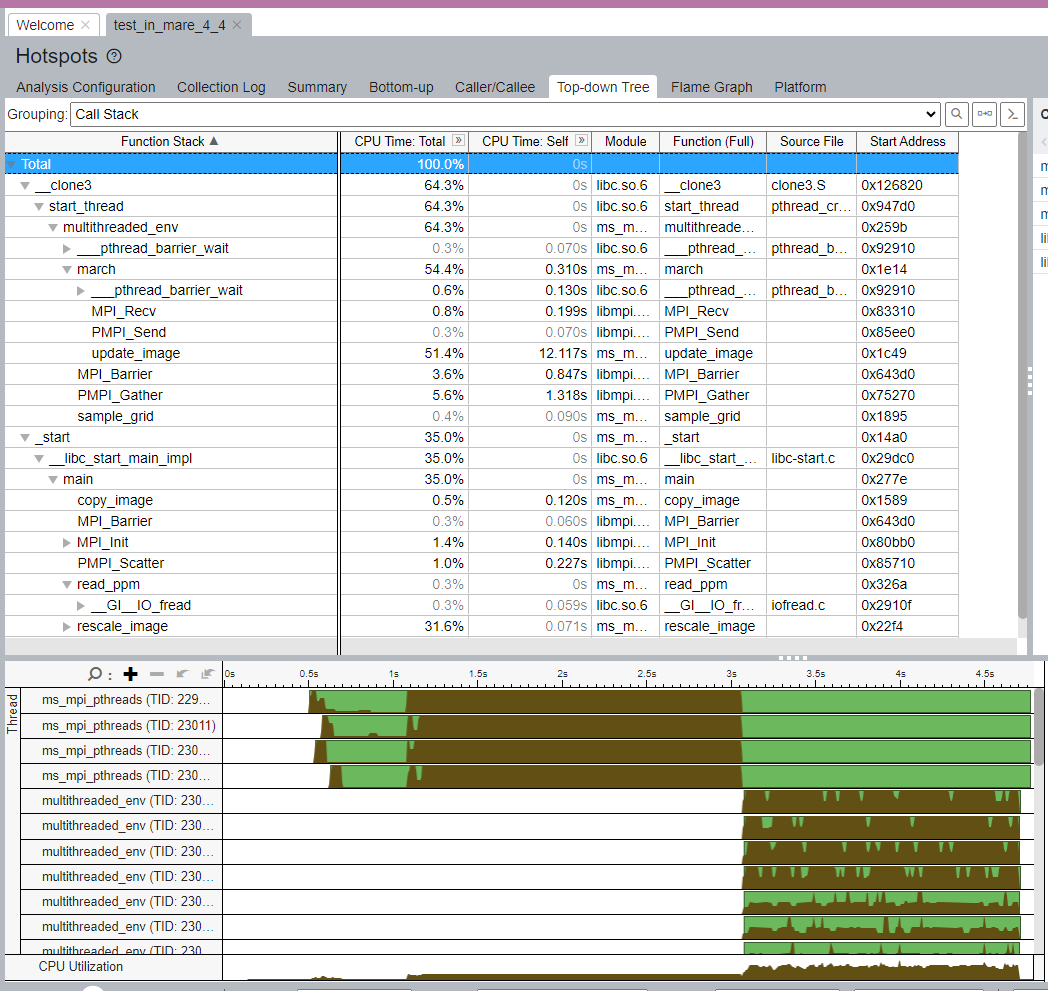 Welcome × test_in_mare_4_4 ×
Hotspots ?
Analysis Configuration Collection Log Summary Bottom-up Caller/Callee Top-down Tree Flame Graph Platform
Grouping: Call Stack
Function Stack ▲ CPU Time: Total » CPU Time: Self » Module Function (Full) Source File Start Address
Total 100.0% 0s
__clone3 64.3% 0s libc.so.6 __clone3 clone3.S 0x126820
start_thread 64.3% 0s libc.so.6 start_thread pthread_cr... 0x947d0
multithreaded_env 64.3% 0s ms_m... multithreade... 0x259b
___pthread_barrier_wait 0.3% 0.070s libc.so.6 ___pthread_... pthread_b... 0x92910
march 54.4% 0.310s ms_m... march 0x1e14
___pthread_barrier_wait 0.6% 0.130s libc.so.6 ___pthread_... pthread_b... 0x92910
MPI_Recv 0.8% 0.199s libmpi.... MPI_Recv 0x83310
PMPI_Send 0.3% 0.070s libmpi.... PMPI_Send 0x85ee0
update_image 51.4% 12.117s ms_m... update_image 0x1c49
MPI_Barrier 3.6% 0.847s libmpi.... MPI_Barrier 0x643d0
PMPI_Gather 5.6% 1.318s libmpi.... PMPI_Gather 0x75270
sample_grid 0.4% 0.090s ms_m... sample_grid 0x1895
_start 35.0% 0s ms_m... _start 0x14a0
__libc_start_main_impl 35.0% 0s libc.so.6 __libc_start_... libc-start.c 0x29dc0
main 35.0% 0s ms_m... main 0x277e
copy_image 0.5% 0.120s ms_m... copy_image 0x1589
MPI_Barrier 0.3% 0.060s libmpi.... MPI_Barrier 0x643d0
MPI_Init 1.4% 0.140s libmpi.... MPI_Init 0x80bb0
PMPI_Scatter 1.0% 0.227s libmpi.... PMPI_Scatter 0x85710
read_ppm 0.3% 0s ms_m... read_ppm 0x326a
__GI__IO_fread 0.3% 0.059s libc.so.6 __GI__IO_fr... iofread.c 0x2910f
rescale_image 31.6% 0.071s ms_m... rescale_image 0x22f4
0s 0.5s 1s 1.5s 2s 2.5s 3s 3.5s 4s 4.5s
Thread
ms_mpi_pthreads (TID: 229...
ms_mpi_pthreads (TID: 23011)
ms_mpi_pthreads (TID: 230...
ms_mpi_pthreads (TID: 230...
multithreaded_env (TID: 230...
multithreaded_env (TID: 230...
multithreaded_env (TID: 230...
multithreaded_env (TID: 230...
multithreaded_env (TID: 230...
multithreaded_env (TID: 230...
multithreaded_env (TID: 230
CPU Utilization